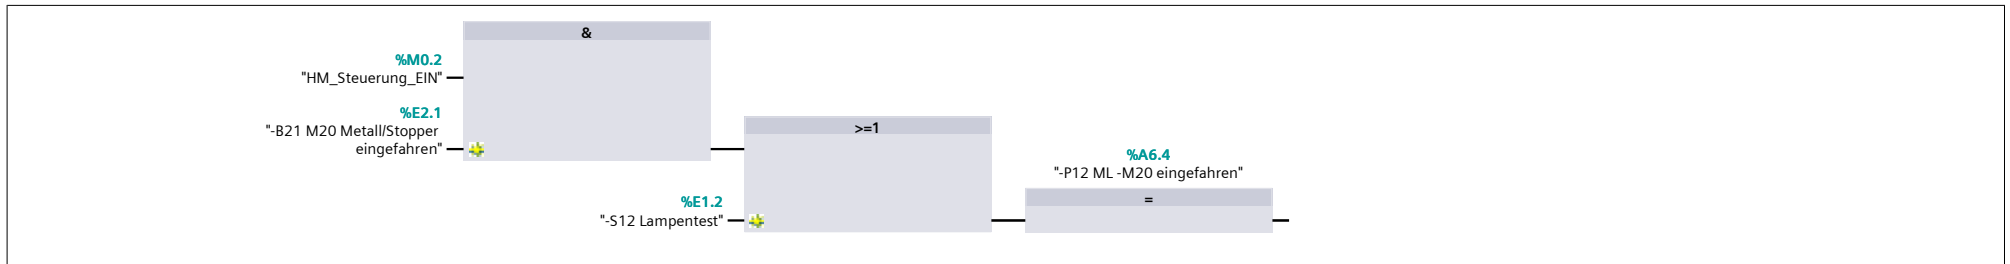 &
%M0.2
"HM_Steuerung_EIN"
%E2.1
"-B21 M20 Metall/Stopper
eingefahren"
>=1
%E1.2
"-S12 Lampentest"
%A6.4
"-P12 ML -M20 eingefahren"
=